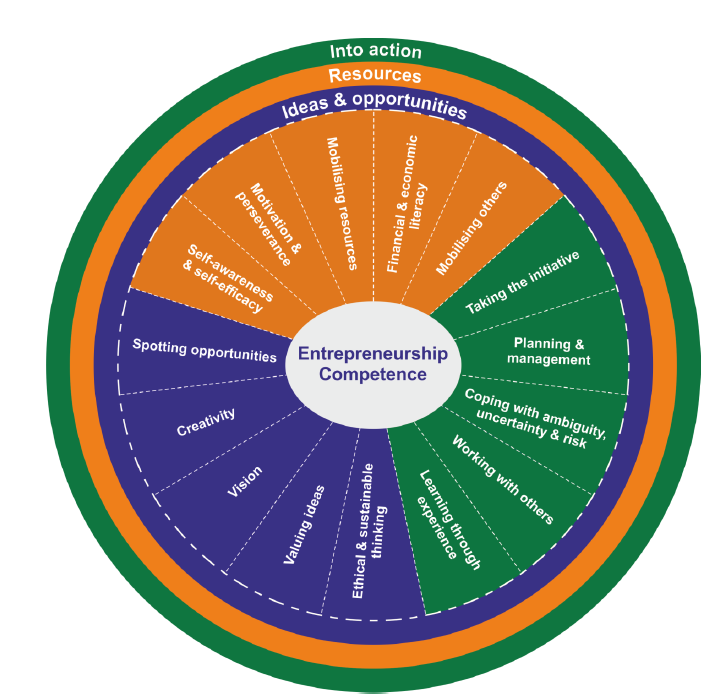 Into action
Resources
Ideas & opportunities
Self-awareness
& self-efficacy
Motivation &
perseverance
Mobilising resources
Financial & economic
literacy
Mobilising others
Taking the initiative
Planning &
management
Coping with ambiguity,
uncertainty & risk
Working with others
Learning through
experience
Ethical & sustainable
thinking
Valuing ideas
Vision
Creativity
Spotting opportunities
Entrepreneurship
Competence